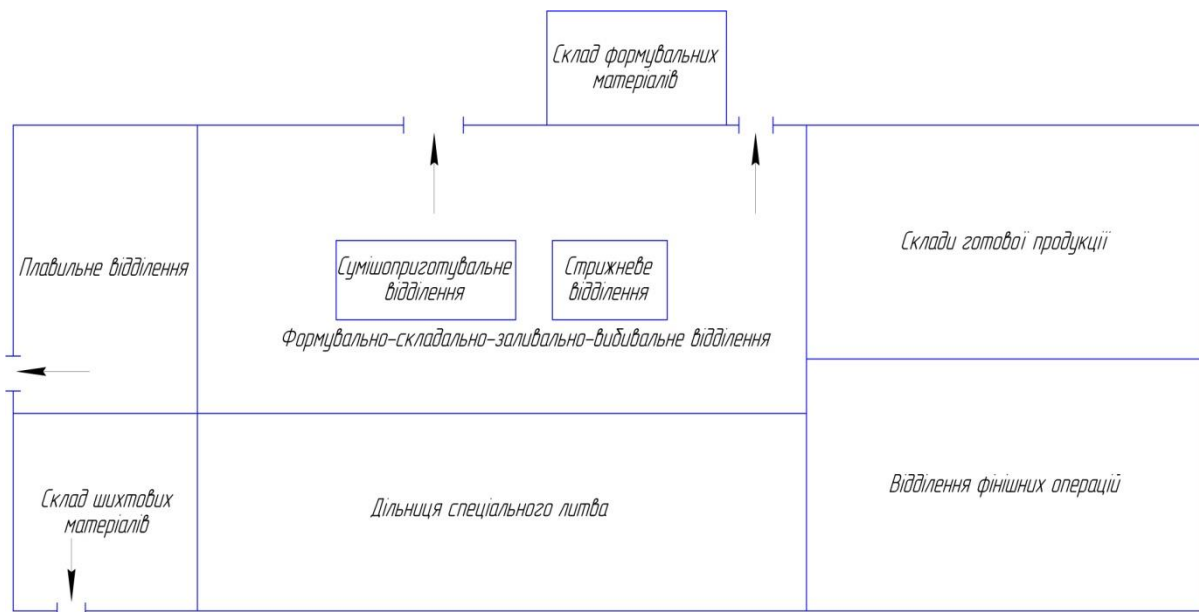 Склад формувальних
матеріалів
Плавильне відділення
Сумішоприготувальне
відділення
Стрижневе
відділення
Формувально-складально-заливально-вибивальне відділення
Склади готової продукції
Склад шихтових
матеріалів
Дільниця спеціального литва
Відділення фінішних операцій